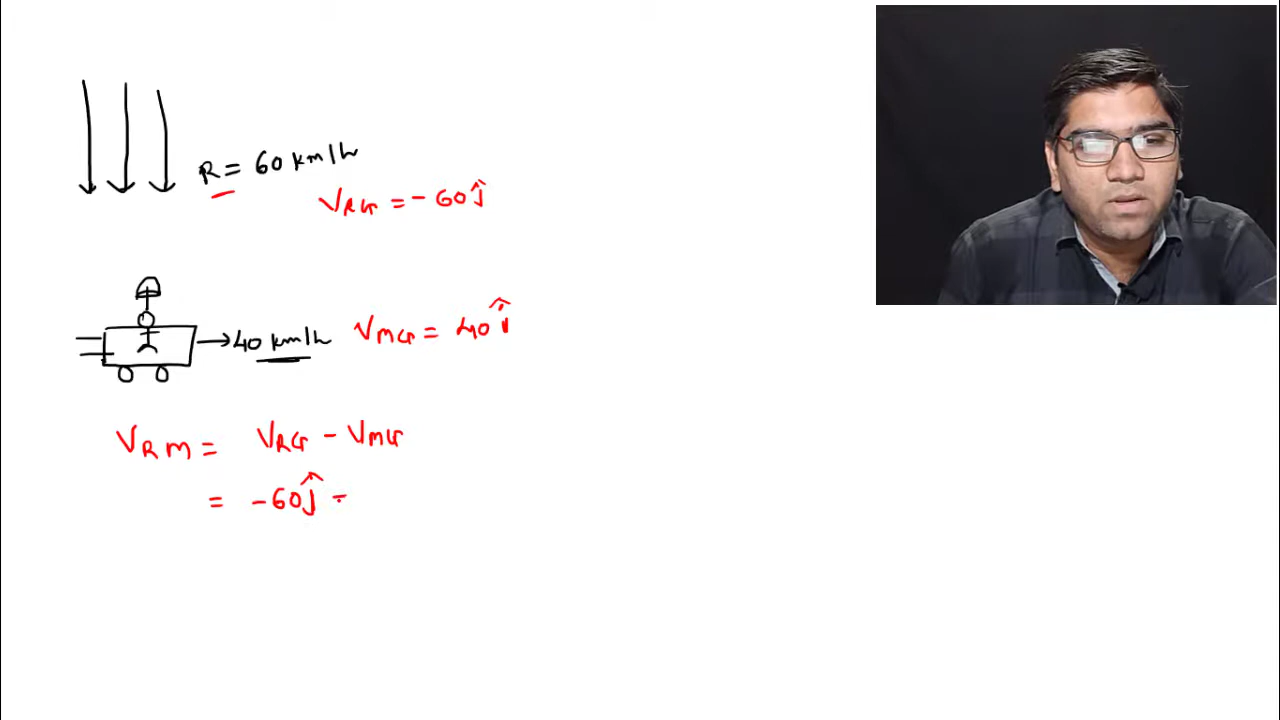 R = 60 km/h
VRG = -60ĵ
40 km/h
VMG = 40î
VRM = VRG - VMG
= -60ĵ -